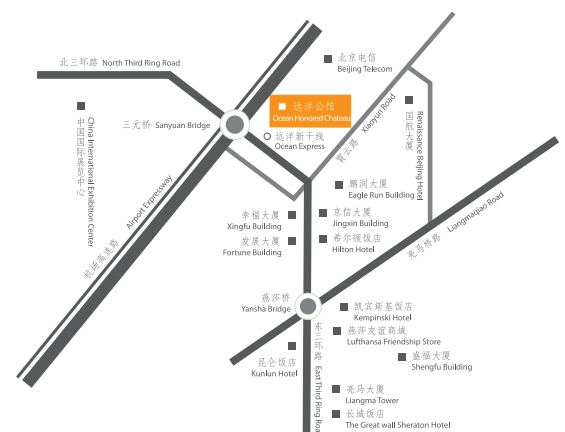 北京电信
Beijing Telecom
北三环路 North Third Ring Road
远洋公馆
Ocean Honored Chateau
三元桥 Sanyuan Bridge
远洋新干线
Ocean Express
霄云路 Xiaoyun Road
国航大厦
Renaissance Beijing Hotel
中国国际展览中心
China International Exhibition Center
机场高速路 Airport Expressway
鹏润大厦
Eagle Run Building
幸福大厦
Xingfu Building
京信大厦
Jingxin Building
发展大厦
Fortune Building
希尔顿饭店
Hilton Hotel
亮马桥路 Liangmaqiao Road
燕莎桥
Yansha Bridge
凯宾斯基饭店
Kempinski Hotel
燕莎友谊商城
Lufthansa Friendship Store
东三环路 East Third Ring Roa
昆仑饭店
Kunlun Hotel
盛福大厦
Shengfu Building
亮马大厦
Liangma Tower
长城饭店
The Great wall Sheraton Hotel